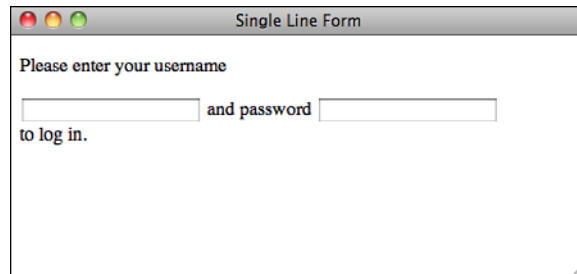 Single Line Form
Please enter your username
and password
to log in.